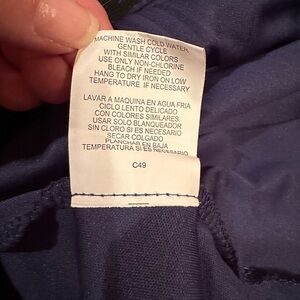 MACHINE WASH COLD WATER
GENTLE CYCLE
WITH SIMILAR COLORS
USE ONLY NON-CHLORINE
BLEACH IF NEEDED
HANG TO DRY IRON ON LOW
TEMPERATURE IF NECESSARY
LAVAR A MAQUINA EN AGUA FRIA
CICLO LENTO DELICADO
CON COLORES SIMILARES
USAR SOLO BLANQUEADOR
SIN CLORO SI ES NECESARIO
SECAR COLGADO
PLANCHAR EN BAJA
TEMPERATURA SI ES NECESARIO
C49